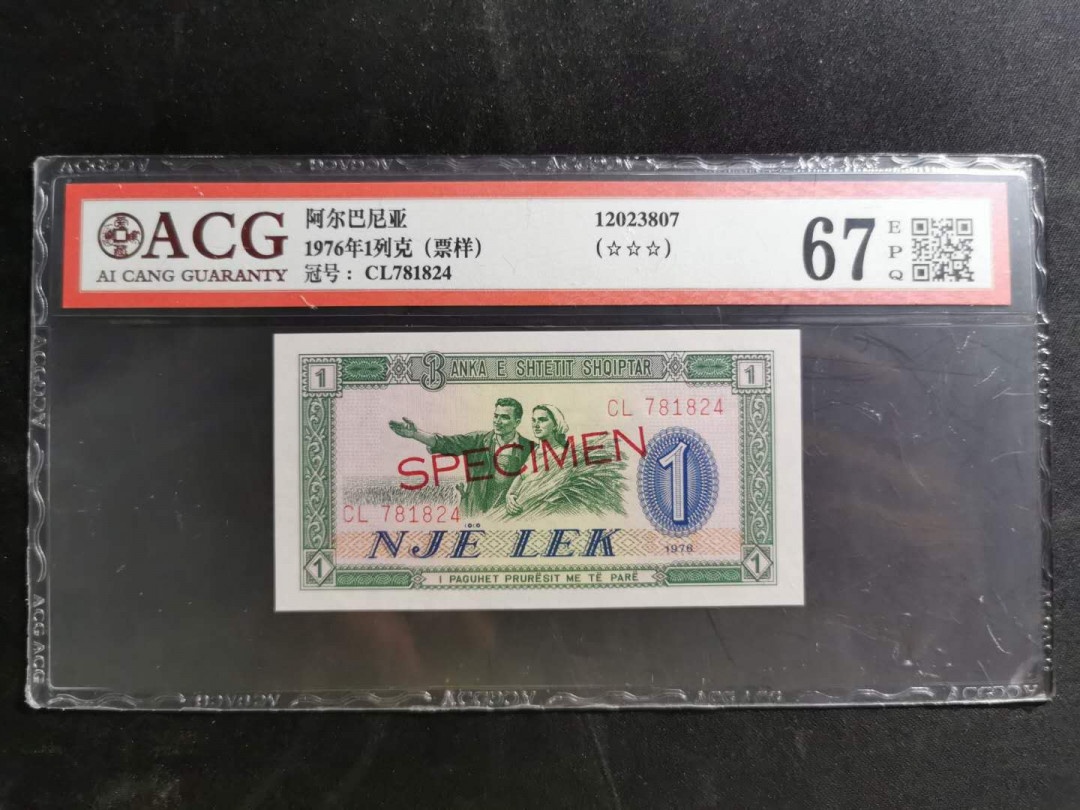 ACG
AI CANG GUARANTY
阿尔巴尼亚
1976年1列克（票样）
冠号： CL781824
12023807
(☆☆☆)
67
E
P
Q
1
BANKA E SHTETIT SHQIPTAR
1
CL 781824
SPECIMEN
1
CL 781824
NJË LEK
1976
1
I PAGUHET PRURËSIT ME TË PARË
1
ACG ACG